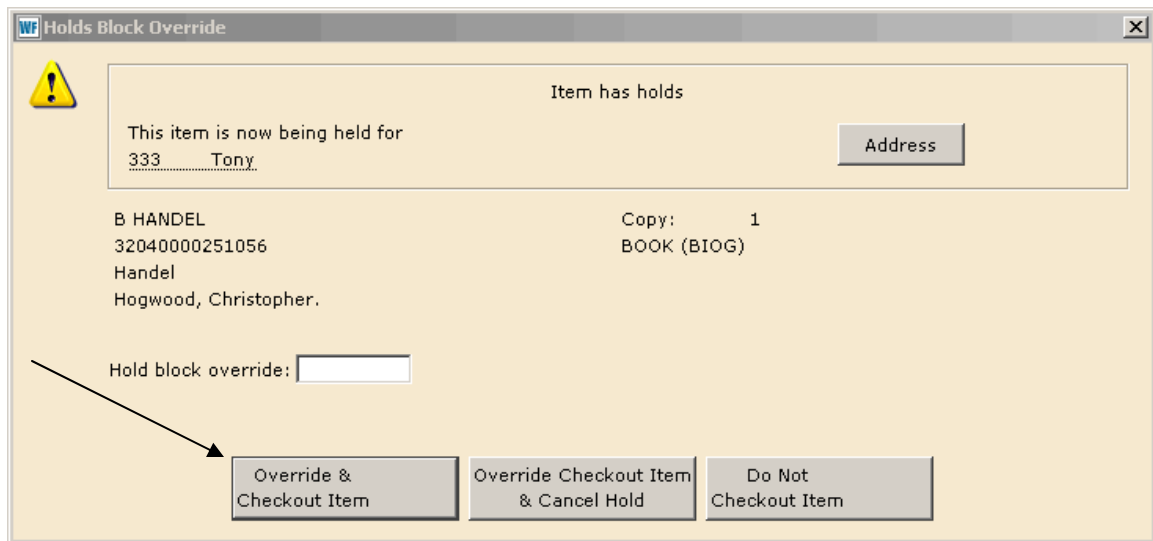 WF Holds Block Override
Item has holds
This item is now being held for
333 Tony
Address
B HANDEL
Copy: 1
32040000251056
BOOK (BIOG)
Handel
Hogwood, Christopher.
Hold block override:
Override &
Checkout Item
Override Checkout Item
& Cancel Hold
Do Not
Checkout Item